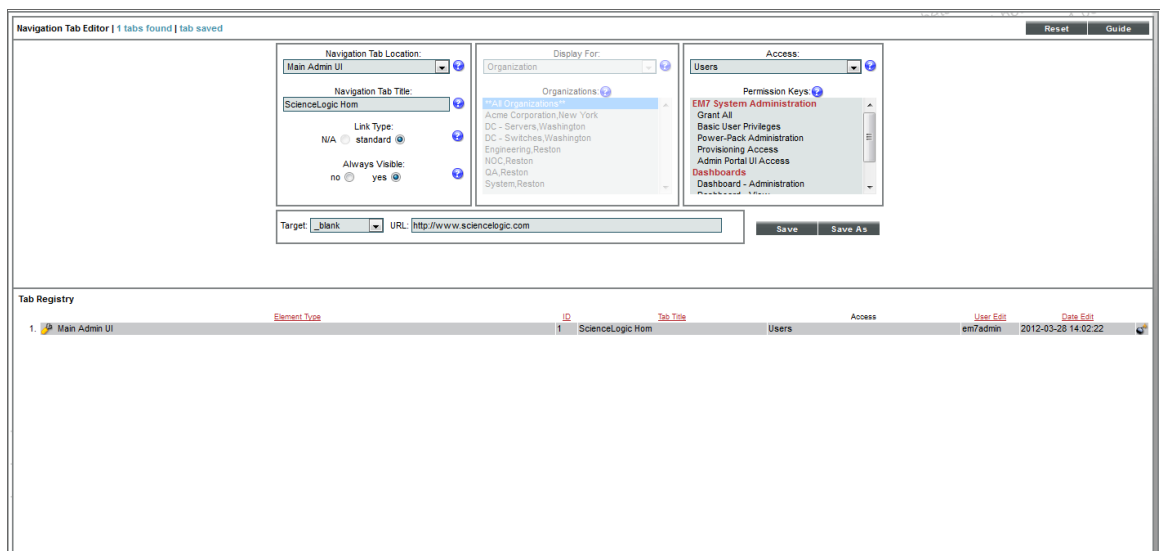 Navigation Tab Editor | 1 tabs found | tab saved
Reset
Guide
Navigation Tab Location:
Main Admin UI
Navigation Tab Title:
ScienceLogic Hom
Link Type:
N/A standard
Always Visible:
no yes
Display For:
Organization
Organizations:
**All Organizations**
Acme Corporation,New York
DC - Servers,Washington
DC - Switches,Washington
Engineering,Reston
NOC,Reston
QA,Reston
System,Reston
Access:
Users
Permission Keys:
EM7 System Administration
Grant All
Basic User Privileges
Power-Pack Administration
Provisioning Access
Admin Portal UI Access
Dashboards
Dashboard - Administration
Dashboard - View
Target: _blank URL: http://www.sciencelogic.com
Save
Save As
Tab Registry
Element Type ID Tab Title Access User Edit Date Edit
1. Main Admin UI 1 ScienceLogic Hom Users em7admin 2012-03-28 14:02:22